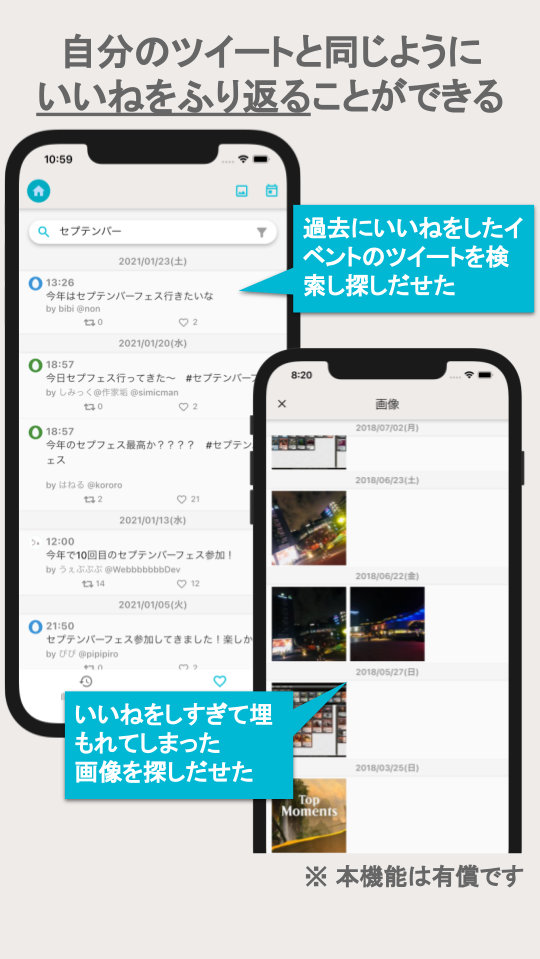 自分のツイートと同じように
いいねをふり返ることができる
10:59
セプテンバー
2021/01/23(土)
13:26
今年はセプテンバーフェス行きたいな
by bibi @non
0 2
2021/01/20(水)
18:57
今日セプフェス行ってきた〜 #セプテンバーフ
by しみっく@作家垢 @simicman
0 2
18:57
今年のセプフェス最高か???? #セプテン
ェス
by はねる @kororo
2 21
2021/01/13(水)
12:00
今年で10回目のセプテンバーフェス参加!
by うぇぶぶぶ @WebbbbbbbDev
14 12
2021/01/05(火)
21:50
セプテンバーフェス参加してきました!楽しか
by ぴぴ @pipipiro
0 2
過去にいいねをしたイ
ベントのツイートを検
索し探しだせた
8:20
× 画像
2018/07/02(月)
2018/06/23(土)
2018/06/22(金)
2018/05/27(日)
2018/03/25(日)
Top
Moments
いいねをしすぎて埋
もれてしまった
画像を探しだせた
※ 本機能は有償です